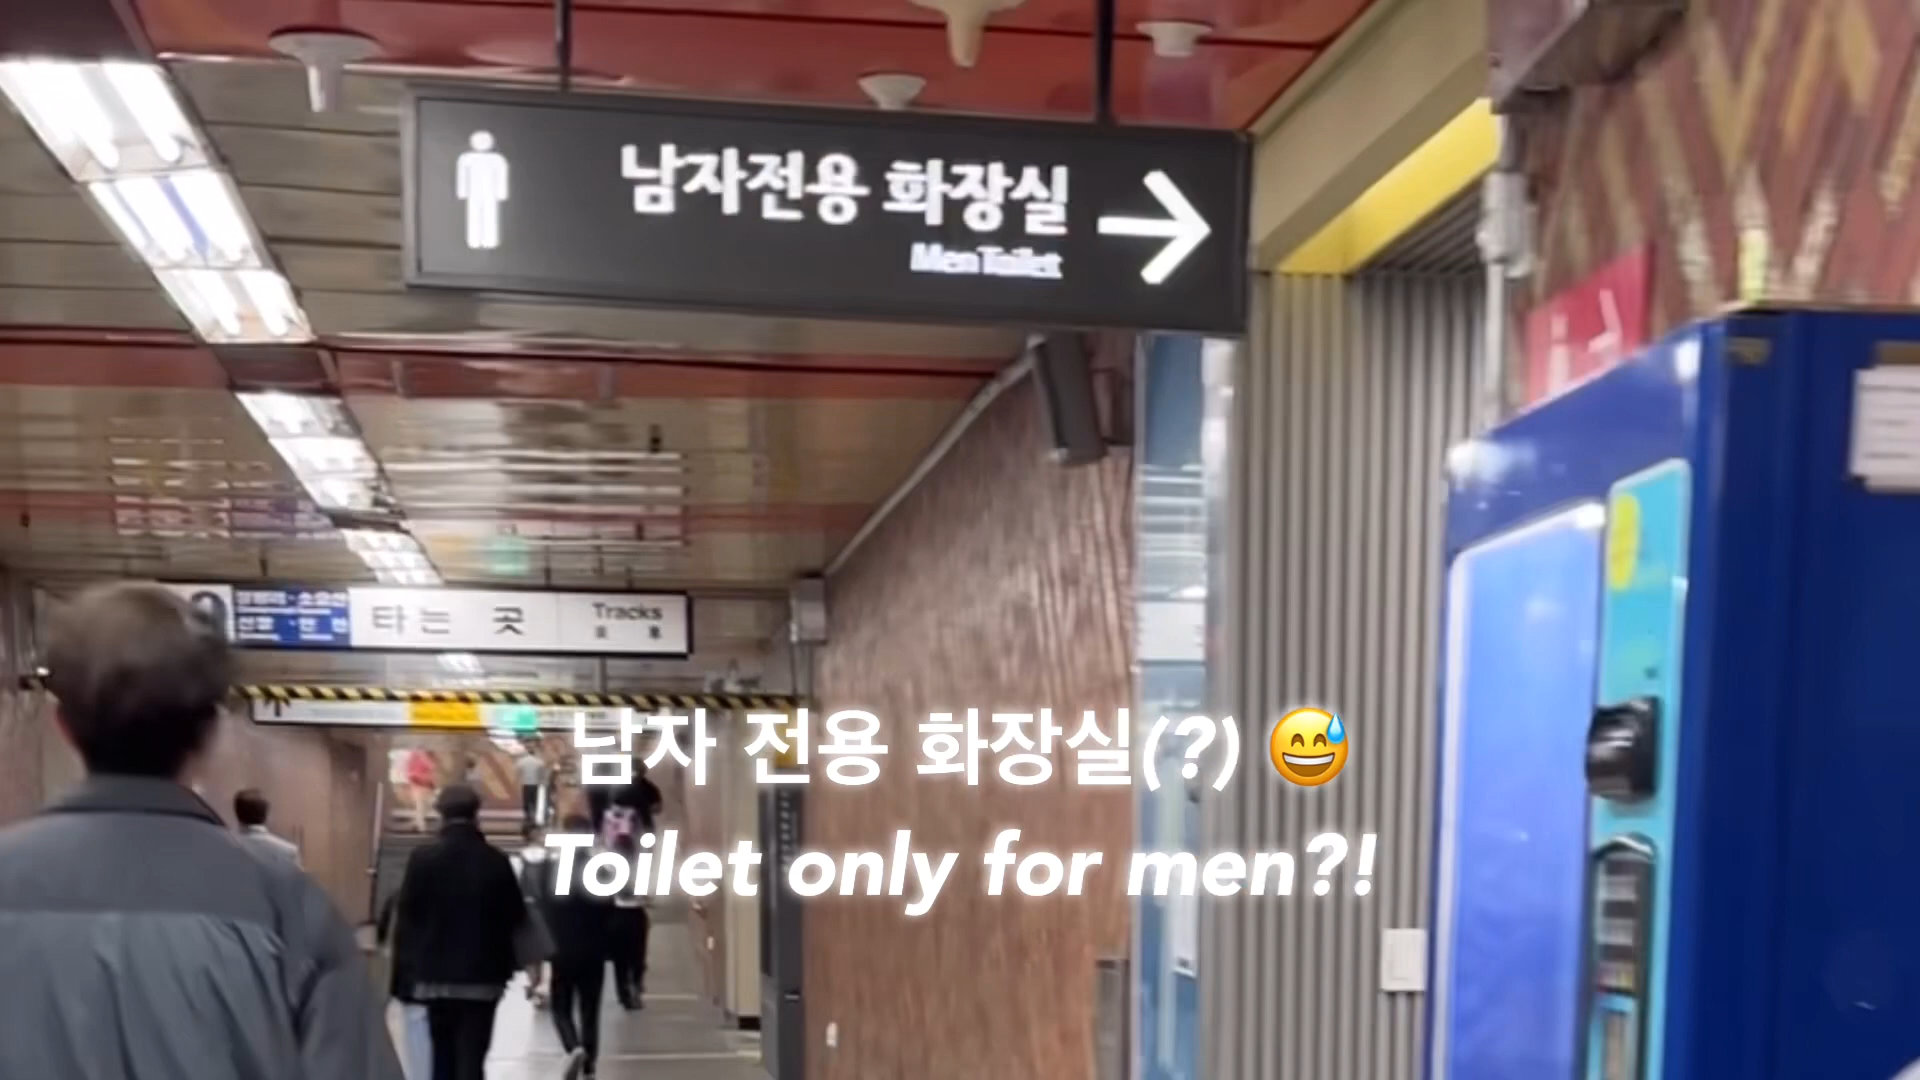 남자전용 화장실
Men Toilet
타는 곳
Tracks
남자 전용 화장실(?) 😅
Toilet only for men?!